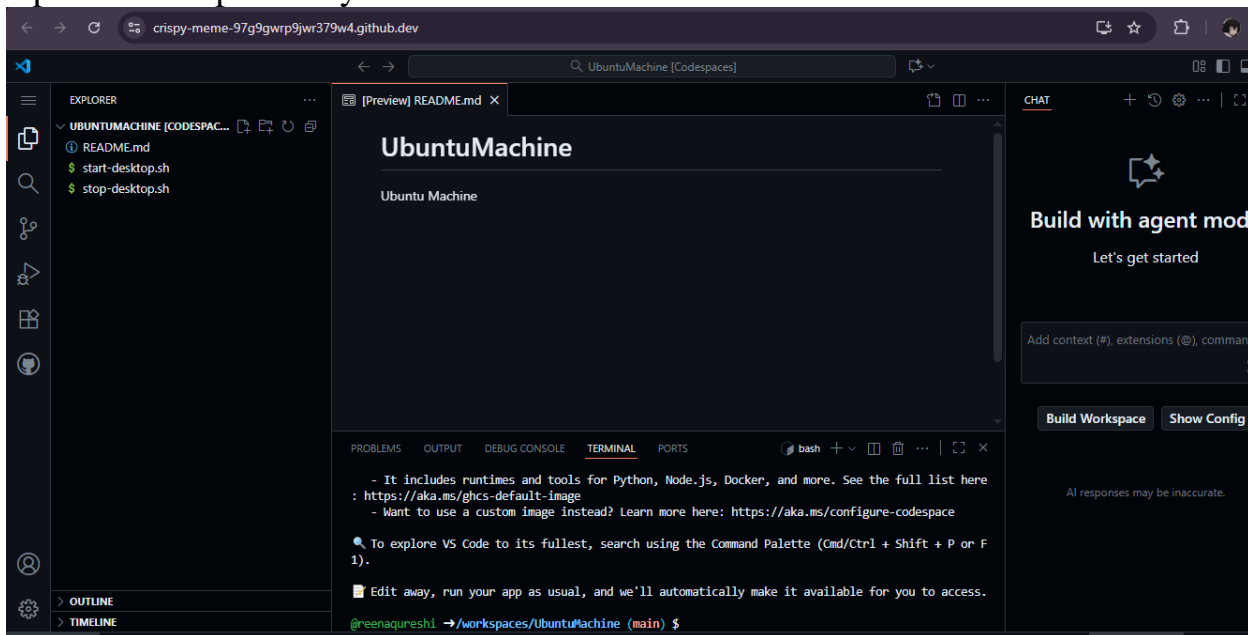 crispy-meme-97g9gwrp9jwr379w4.github.dev
UbuntuMachine [Codespaces]
EXPLORER
UBUNTUMACHINE [CODESPAC...
README.md
$ start-desktop.sh
$ stop-desktop.sh
OUTLINE
TIMELINE
[Preview] README.md
UbuntuMachine
Ubuntu Machine
PROBLEMS OUTPUT DEBUG CONSOLE TERMINAL PORTS
bash
- It includes runtimes and tools for Python, Node.js, Docker, and more. See the full list here
: https://aka.ms/ghcs-default-image
- Want to use a custom image instead? Learn more here: https://aka.ms/configure-codespace
🔍 To explore VS Code to its fullest, search using the Command Palette (Cmd/Ctrl + Shift + P or F
1).
📝 Edit away, run your app as usual, and we'll automatically make it available for you to access.
@reenaqureshi ➜/workspaces/UbuntuMachine (main) $
CHAT
Build with agent mod
Let's get started
Add context (#), extensions (@), comman
Build Workspace Show Config
AI responses may be inaccurate.